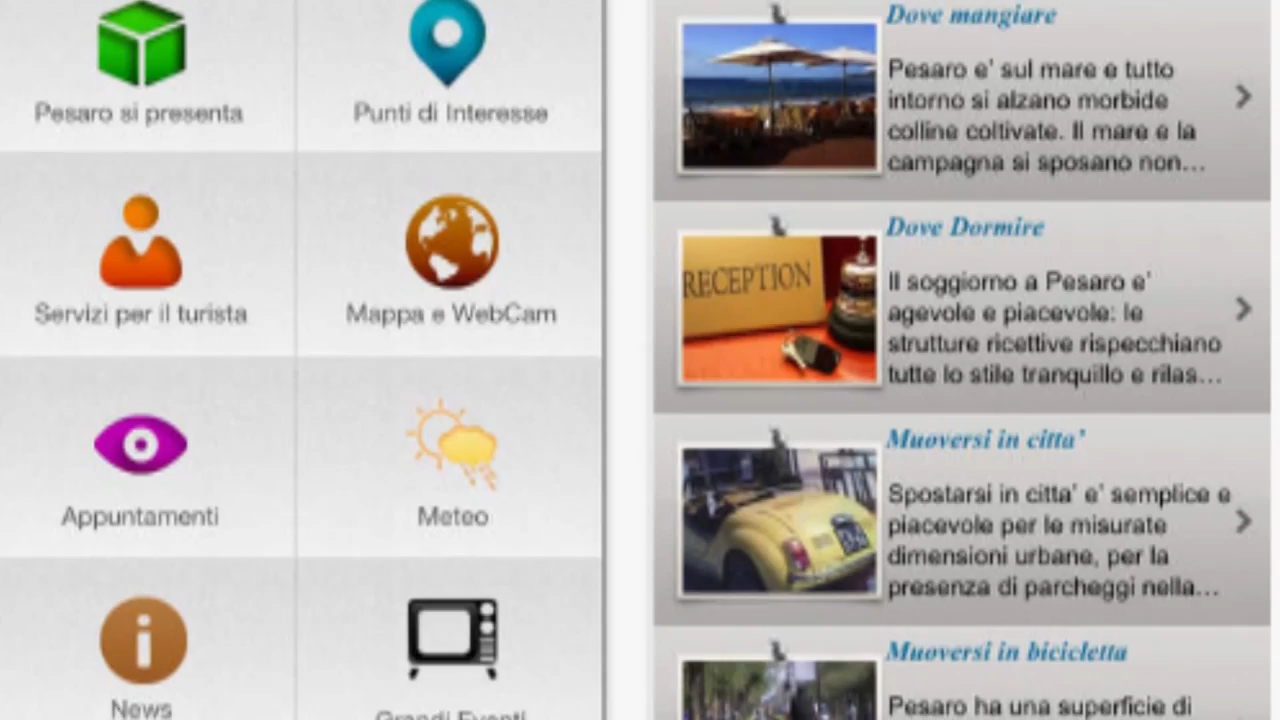 Pesaro si presenta
Punti di Interesse
Servizi per il turista
Mappa e WebCam
Appuntamenti
Meteo
News
Grandi Eventi
Dove mangiare
Pesaro e' sul mare e tutto
intorno si alzano morbide
colline coltivate. Il mare e la
campagna si sposano non...
RECEPTION
Dove Dormire
Il soggiorno a Pesaro e'
agevole e piacevole: le
strutture ricettive rispecchiano
tutte lo stile tranquillo e rilas...
Muoversi in citta'
Spostarsi in citta' e' semplice e
piacevole per le misurate
dimensioni urbane, per la
presenza di parcheggi nella...
Muoversi in bicicletta
Pesaro ha una superficie di